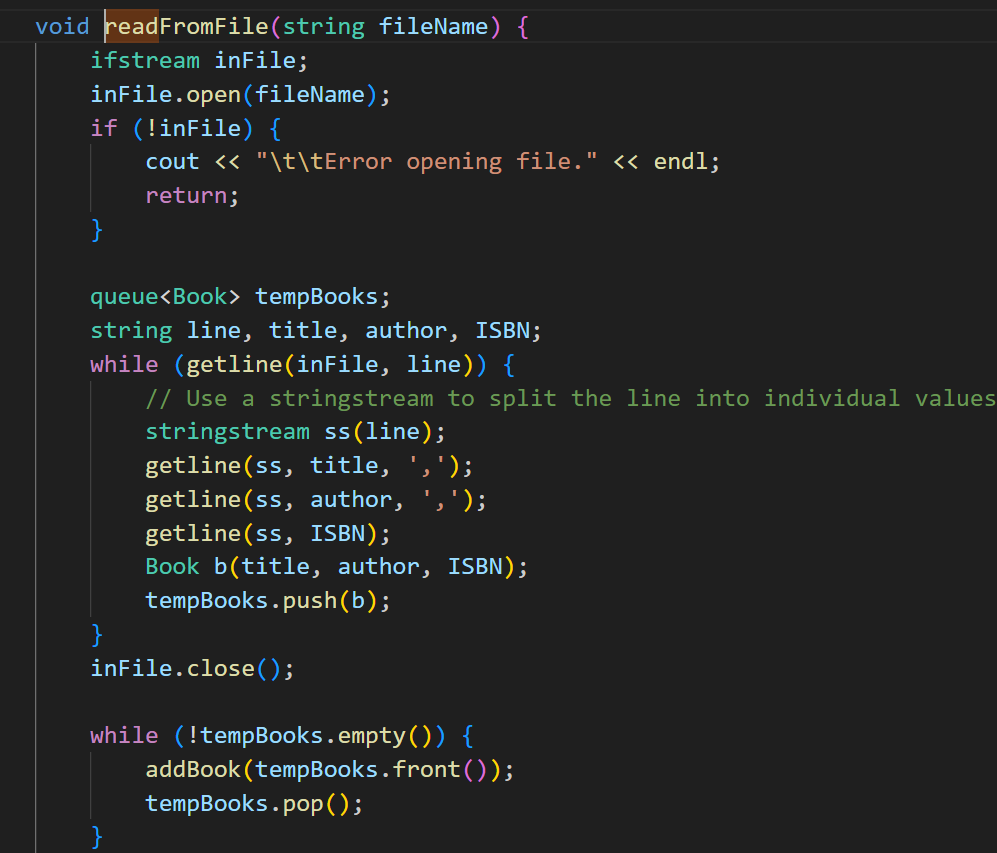 void readFromFile(string fileName) {
ifstream inFile;
inFile.open(fileName);
if (!inFile) {
cout << "\t\tError opening file." << endl;
return;
}
queue<Book> tempBooks;
string line, title, author, ISBN;
while (getline(inFile, line)) {
// Use a stringstream to split the line into individual values
stringstream ss(line);
getline(ss, title, ',');
getline(ss, author, ',');
getline(ss, ISBN);
Book b(title, author, ISBN);
tempBooks.push(b);
}
inFile.close();
while (!tempBooks.empty()) {
addBook(tempBooks.front());
tempBooks.pop();
}